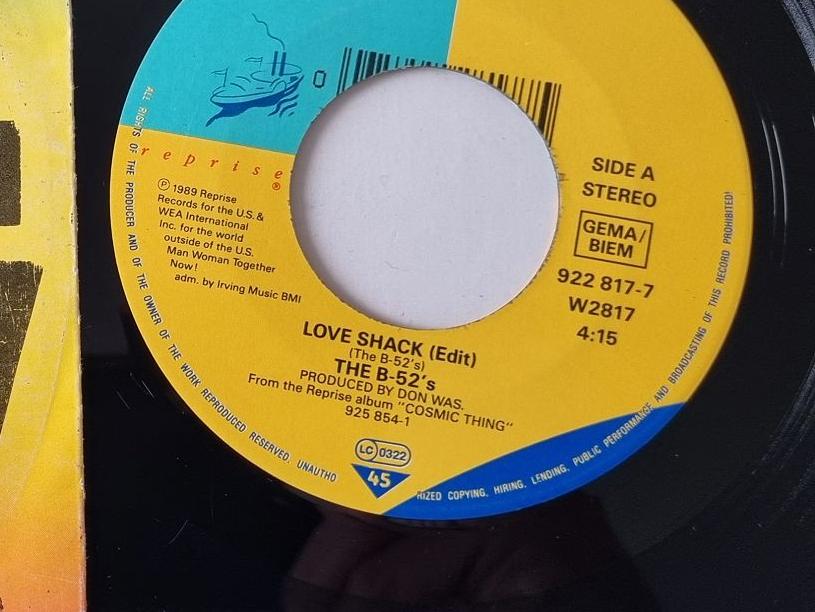 SIDE A
STEREO
GEMA/
BIEM
922 817-7
W2817
4:15
0
reprise
®
Ⓟ 1989 Reprise
Records for the U.S. &
WEA International
Inc. for the world
outside of the U.S.
Man Woman Together
Now!
adm. by Irving Music BMI
LOVE SHACK (Edit)
(The B-52's)
THE B-52's
PRODUCED BY DON WAS.
From the Reprise album "COSMIC THING"
925 854-1
LC 0322
45
ALL RIGHTS OF THE PRODUCER AND OF THE OWNER OF THE WORK REPRODUCED RESERVED. UNAUTHORIZED COPYING, HIRING, LENDING, PUBLIC PERFORMANCE AND BROADCASTING OF THIS RECORD PROHIBITED!